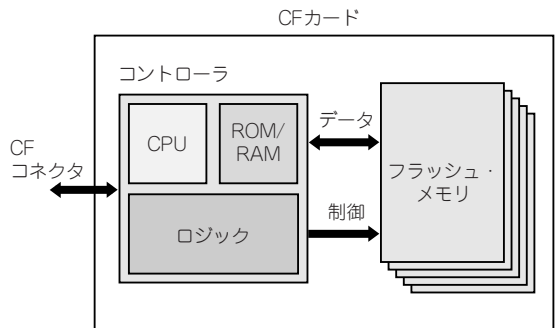 CFカード
コントローラ
CPU
ROM/
RAM
ロジック
CF
コネクタ
データ
制御
フラッシュ・
メモリ